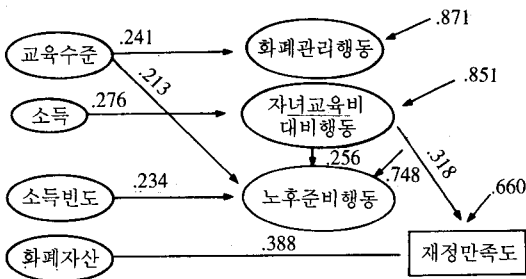 교육수준
.241
화폐관리행동
.871
.213
소득
.276
자녀교육비
대비행동
.851
.256
.748
.318
소득빈도
.234
노후준비행동
.660
화폐자산
.388
재정만족도